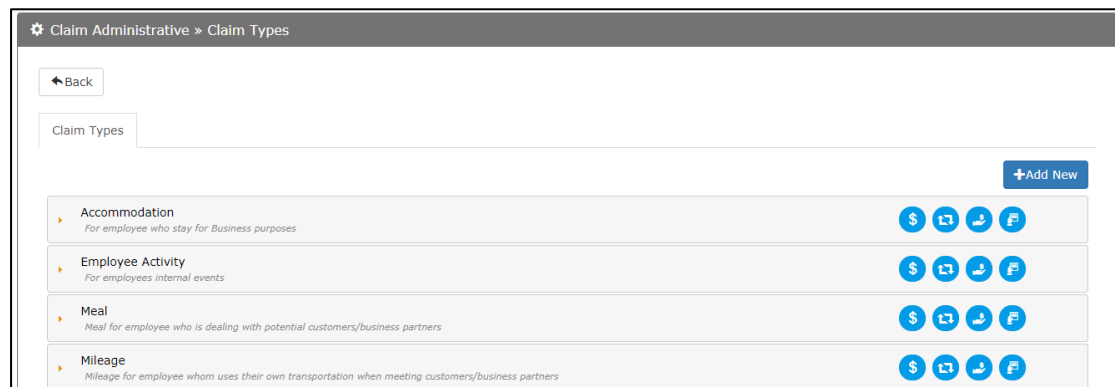 Claim Administrative » Claim Types
Back
Claim Types
+Add New
Accommodation
For employee who stay for Business purposes
Employee Activity
For employees internal events
Meal
Meal for employee who is dealing with potential customers/business partners
Mileage
Mileage for employee whom uses their own transportation when meeting customers/business partners